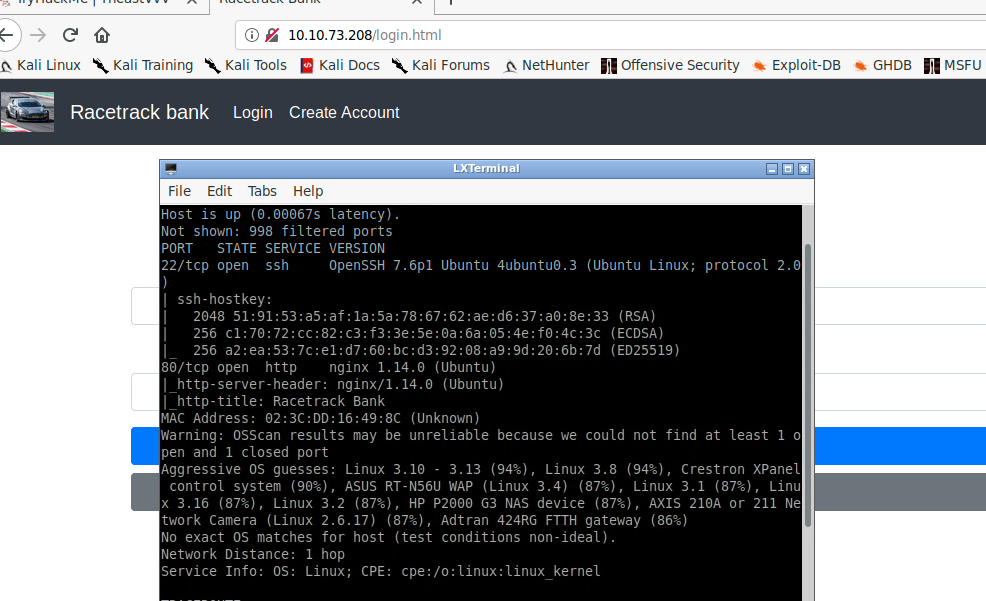 TryHackMe | TheastVVV
Racetrack Bank
10.10.73.208/login.html
Kali Linux Kali Training Kali Tools Kali Docs Kali Forums NetHunter Offensive Security Exploit-DB GHDB MSFU
Racetrack bank Login Create Account
LXTerminal
File Edit Tabs Help
Host is up (0.00067s latency).
Not shown: 998 filtered ports
PORT   STATE SERVICE VERSION
22/tcp open  ssh     OpenSSH 7.6p1 Ubuntu 4ubuntu0.3 (Ubuntu Linux; protocol 2.0
)
| ssh-hostkey:
|   2048 51:91:53:a5:af:1a:5a:78:67:62:ae:d6:37:a0:8e:33 (RSA)
|   256 c1:70:72:cc:82:c3:f3:3e:5e:0a:6a:05:4e:f0:4c:3c (ECDSA)
|_  256 a2:ea:53:7c:e1:d7:60:bc:d3:92:08:a9:9d:20:6b:7d (ED25519)
80/tcp open  http    nginx 1.14.0 (Ubuntu)
|_http-server-header: nginx/1.14.0 (Ubuntu)
|_http-title: Racetrack Bank
MAC Address: 02:3C:DD:16:49:8C (Unknown)
Warning: OSScan results may be unreliable because we could not find at least 1 o
pen and 1 closed port
Aggressive OS guesses: Linux 3.10 - 3.13 (94%), Linux 3.8 (94%), Crestron XPanel
 control system (90%), ASUS RT-N56U WAP (Linux 3.4) (87%), Linux 3.1 (87%), Linu
x 3.16 (87%), Linux 3.2 (87%), HP P2000 G3 NAS device (87%), AXIS 210A or 211 Ne
twork Camera (Linux 2.6.17) (87%), Adtran 424RG FTTH gateway (86%)
No exact OS matches for host (test conditions non-ideal).
Network Distance: 1 hop
Service Info: OS: Linux; CPE: cpe:/o:linux:linux_kernel